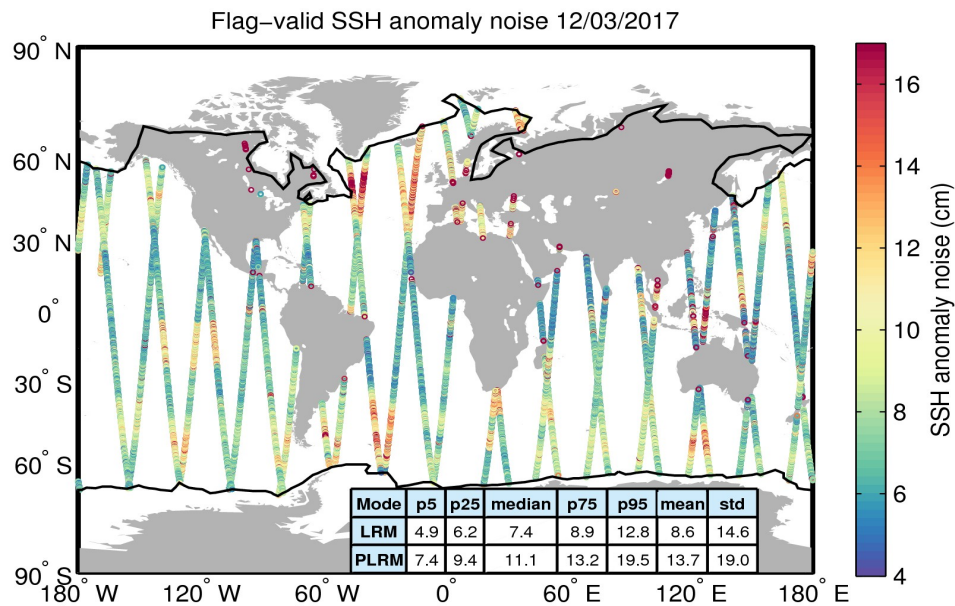 Flag−valid SSH anomaly noise 12/03/2017
90° N
60° N
30° N
0°
30° S
60° S
90° S
180° W
120° W
60° W
0°
60° E
120° E
180° E
Mode p5 p25 median p75 p95 mean std
LRM 4.9 6.2 7.4 8.9 12.8 8.6 14.6
PLRM 7.4 9.4 11.1 13.2 19.5 13.7 19.0
16
14
12
10
8
6
4
SSH anomaly noise (cm)